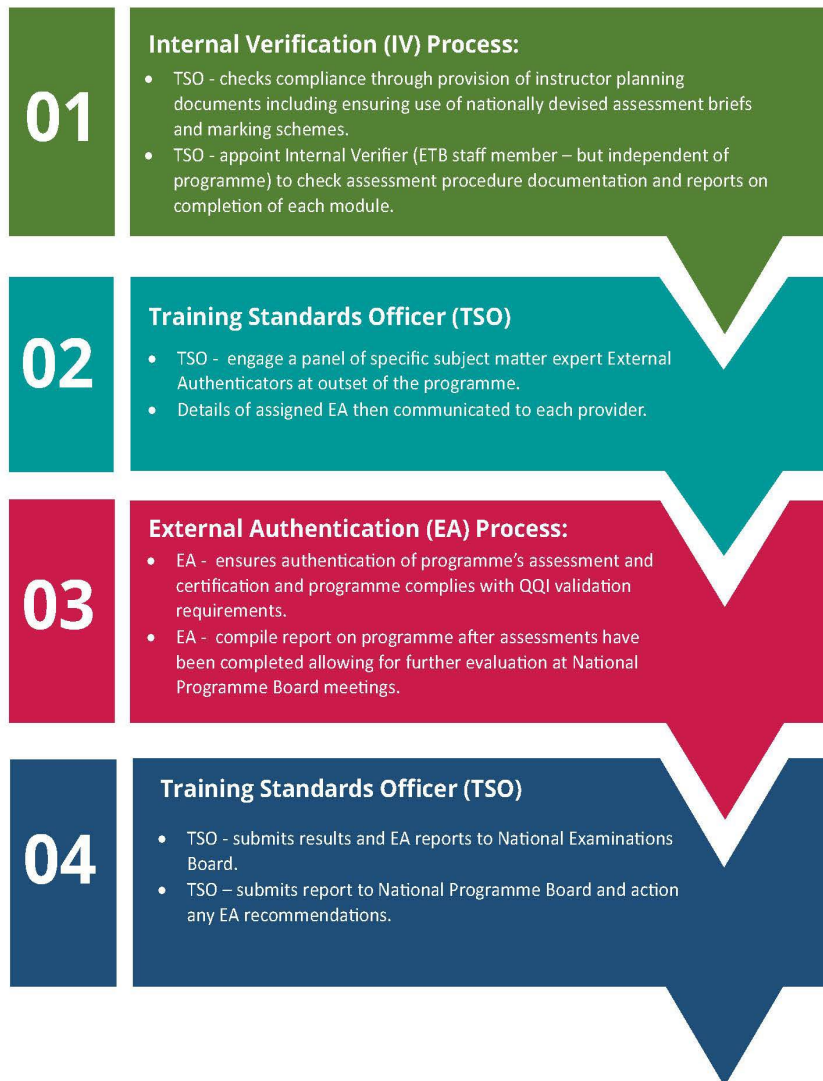 01
Internal Verification (IV) Process:
• TSO - checks compliance through provision of instructor planning
documents including ensuring use of nationally devised assessment briefs
and marking schemes.
• TSO - appoint Internal Verifier (ETB staff member – but independent of
programme) to check assessment procedure documentation and reports on
completion of each module.
02
Training Standards Officer (TSO)
• TSO - engage a panel of specific subject matter expert External
Authenticators at outset of the programme.
• Details of assigned EA then communicated to each provider.
03
External Authentication (EA) Process:
• EA - ensures authentication of programme's assessment and
certification and programme complies with QQI validation
requirements.
• EA - compile report on programme after assessments have
been completed allowing for further evaluation at National
Programme Board meetings.
04
Training Standards Officer (TSO)
• TSO - submits results and EA reports to National Examinations
Board.
• TSO – submits report to National Programme Board and action
any EA recommendations.